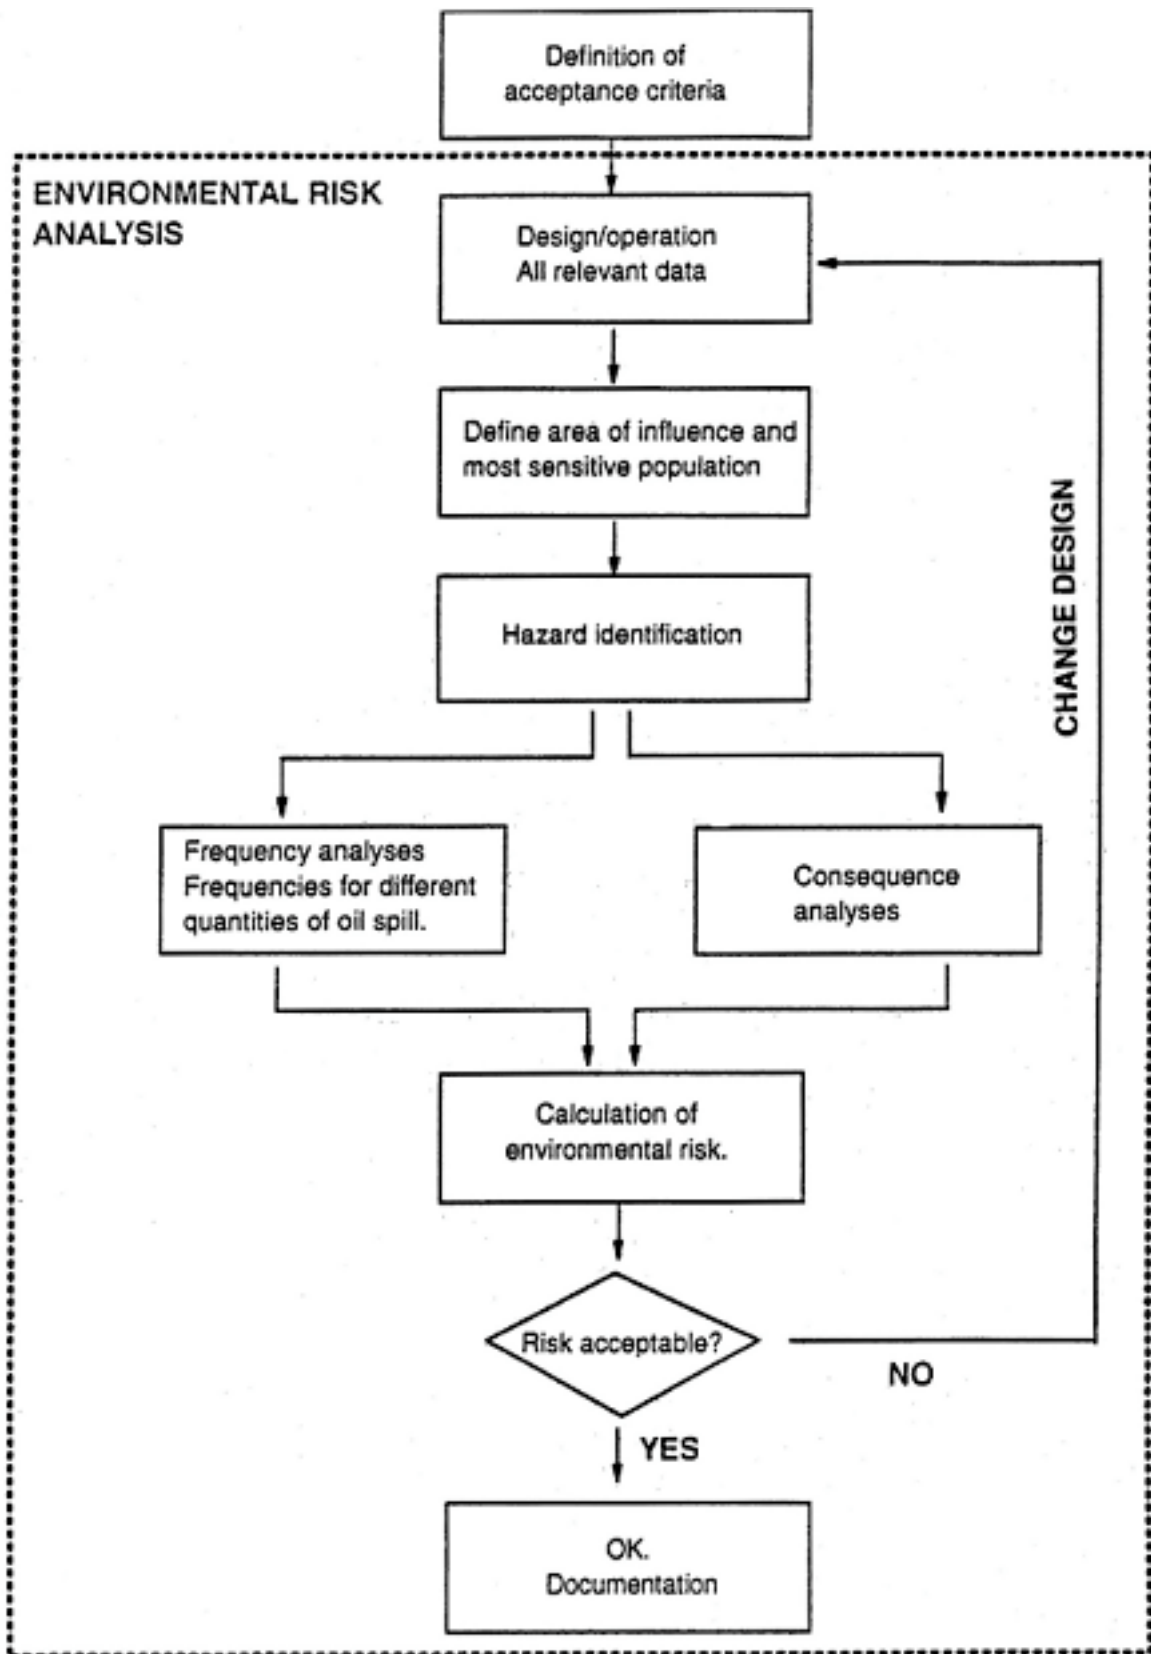 Definition of
acceptance criteria
ENVIRONMENTAL RISK
ANALYSIS
Design/operation
All relevant data
Define area of influence and
most sensitive population
Hazard identification
CHANGE DESIGN
Frequency analyses
Frequencies for different
quantities of oil spill.
Consequence
analyses
Calculation of
environmental risk.
Risk acceptable?
NO
YES
OK.
Documentation